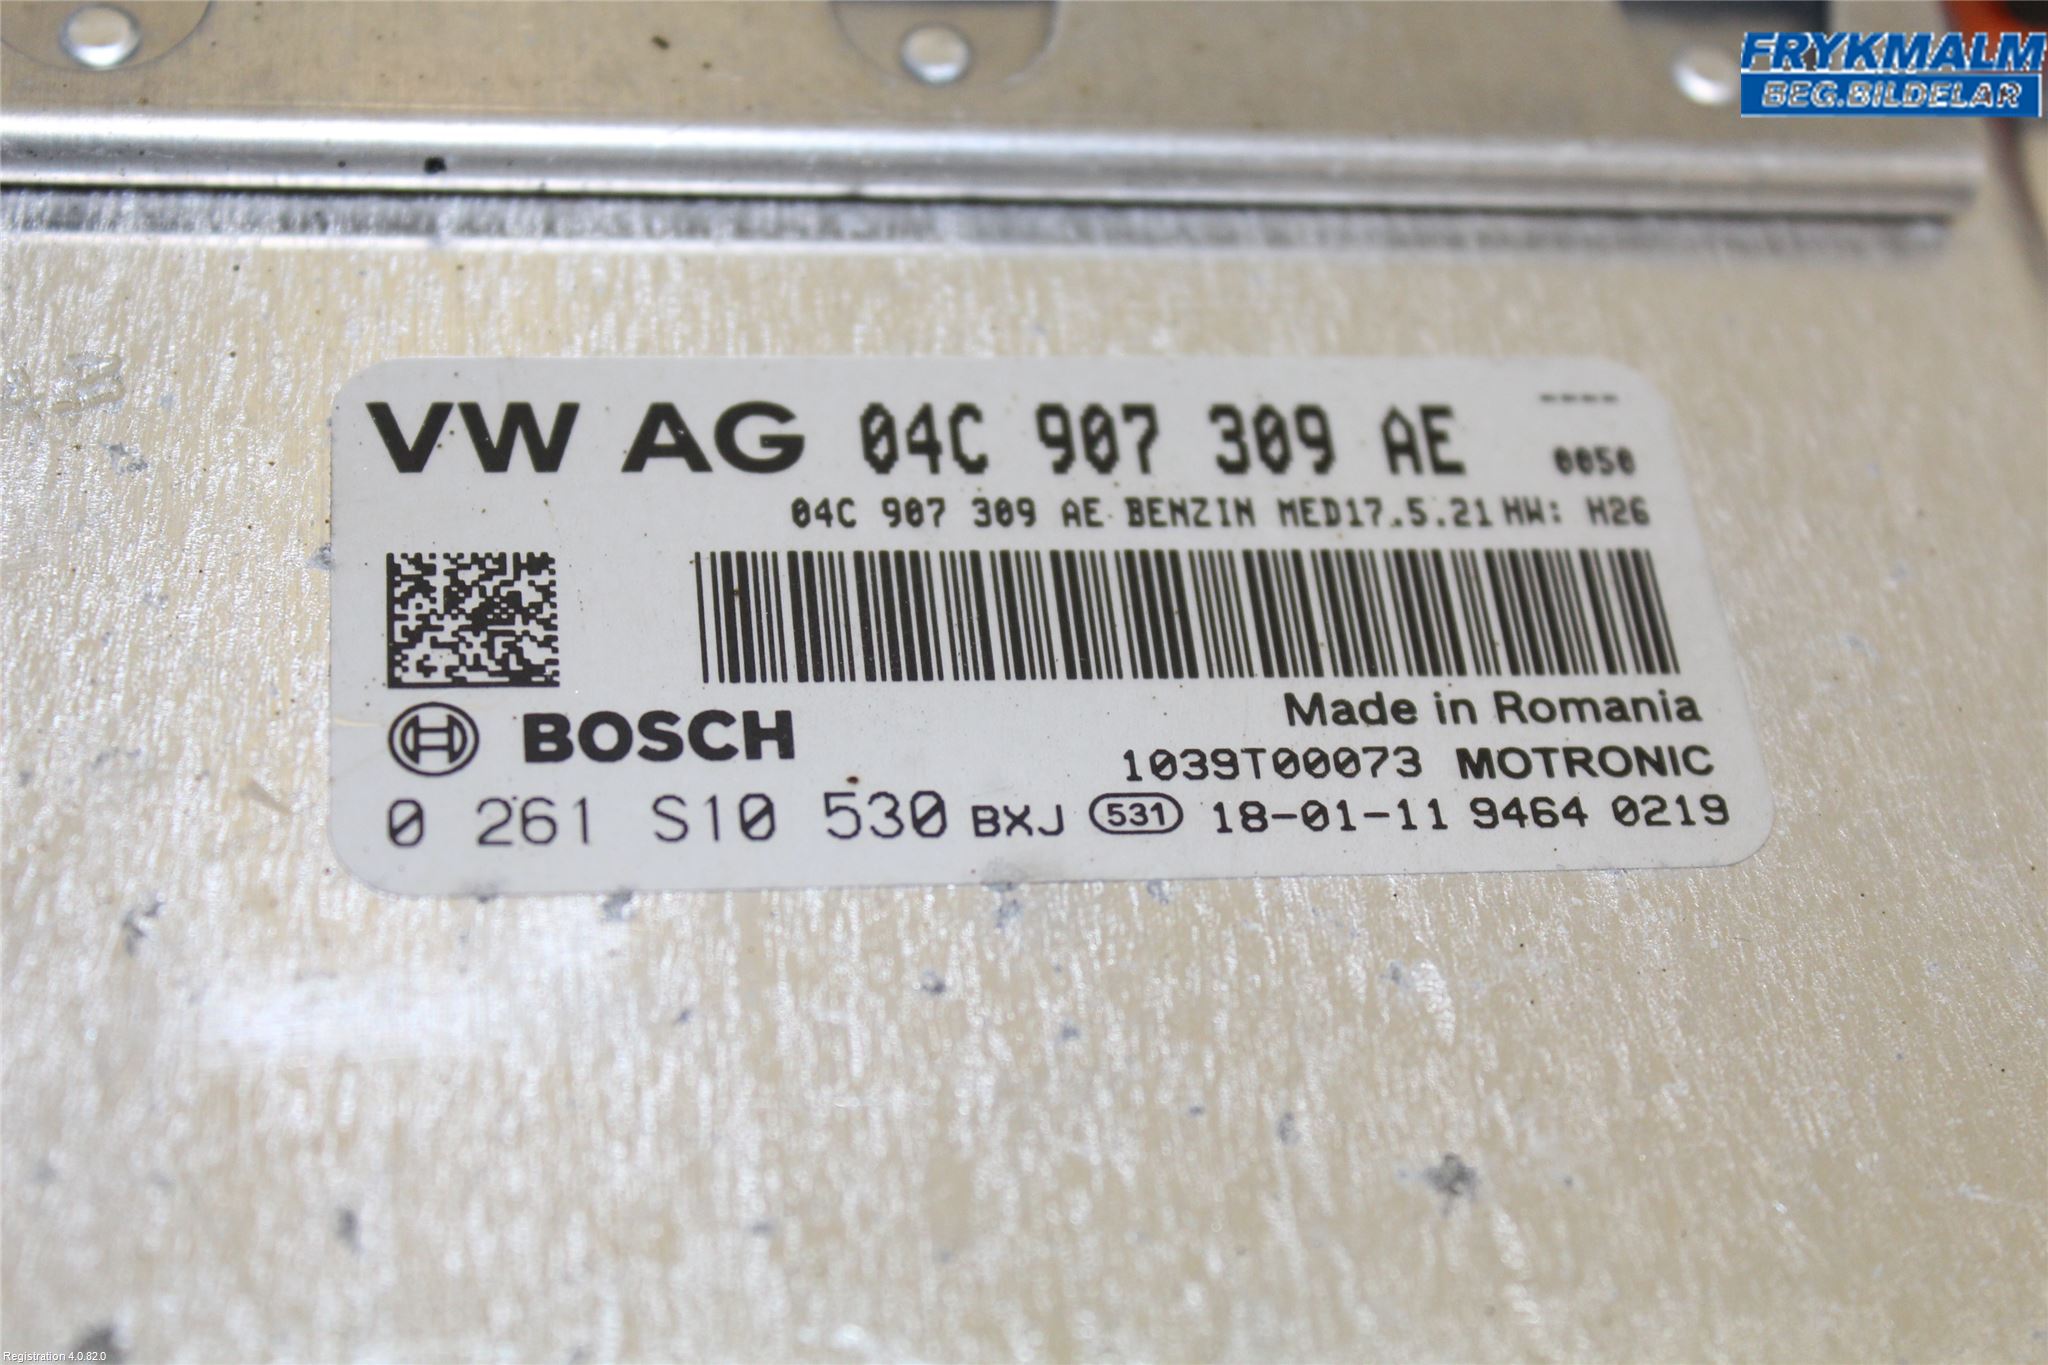 FRYKMALM
BEG.BILDELAR
VW AG 04C 907 309 AE ----
0050
04C 907 309 AE BENZIN MED17.5.21 HW: H26
Made in Romania
BOSCH
1039T00073 MOTRONIC
0 261 S10 530 BXJ 531 18-01-11 9464 0219
Registration 4.0.82.0